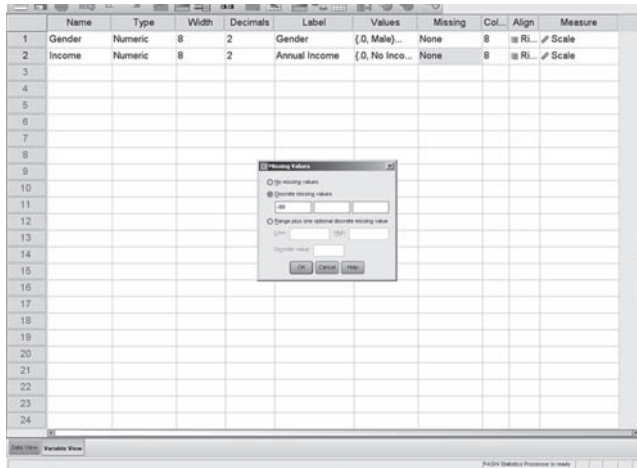 Name Type Width Decimals Label Values Missing Col... Align Measure
1 Gender Numeric 8 2 Gender {.0, Male}... None 8 Ri... Scale
2 Income Numeric 8 2 Annual Income {.0, No Inco... None 8 Ri... Scale
3
4
5
6
7
8
9
10
11
12
13
14
15
16
17
18
19
20
21
22
23
24
Missing Values
No missing values
Discrete missing values
-99
Range plus one optional discrete missing value
Low: High:
Discrete value:
OK Cancel Help
Data View Variable View
PASW Statistics Processor is ready